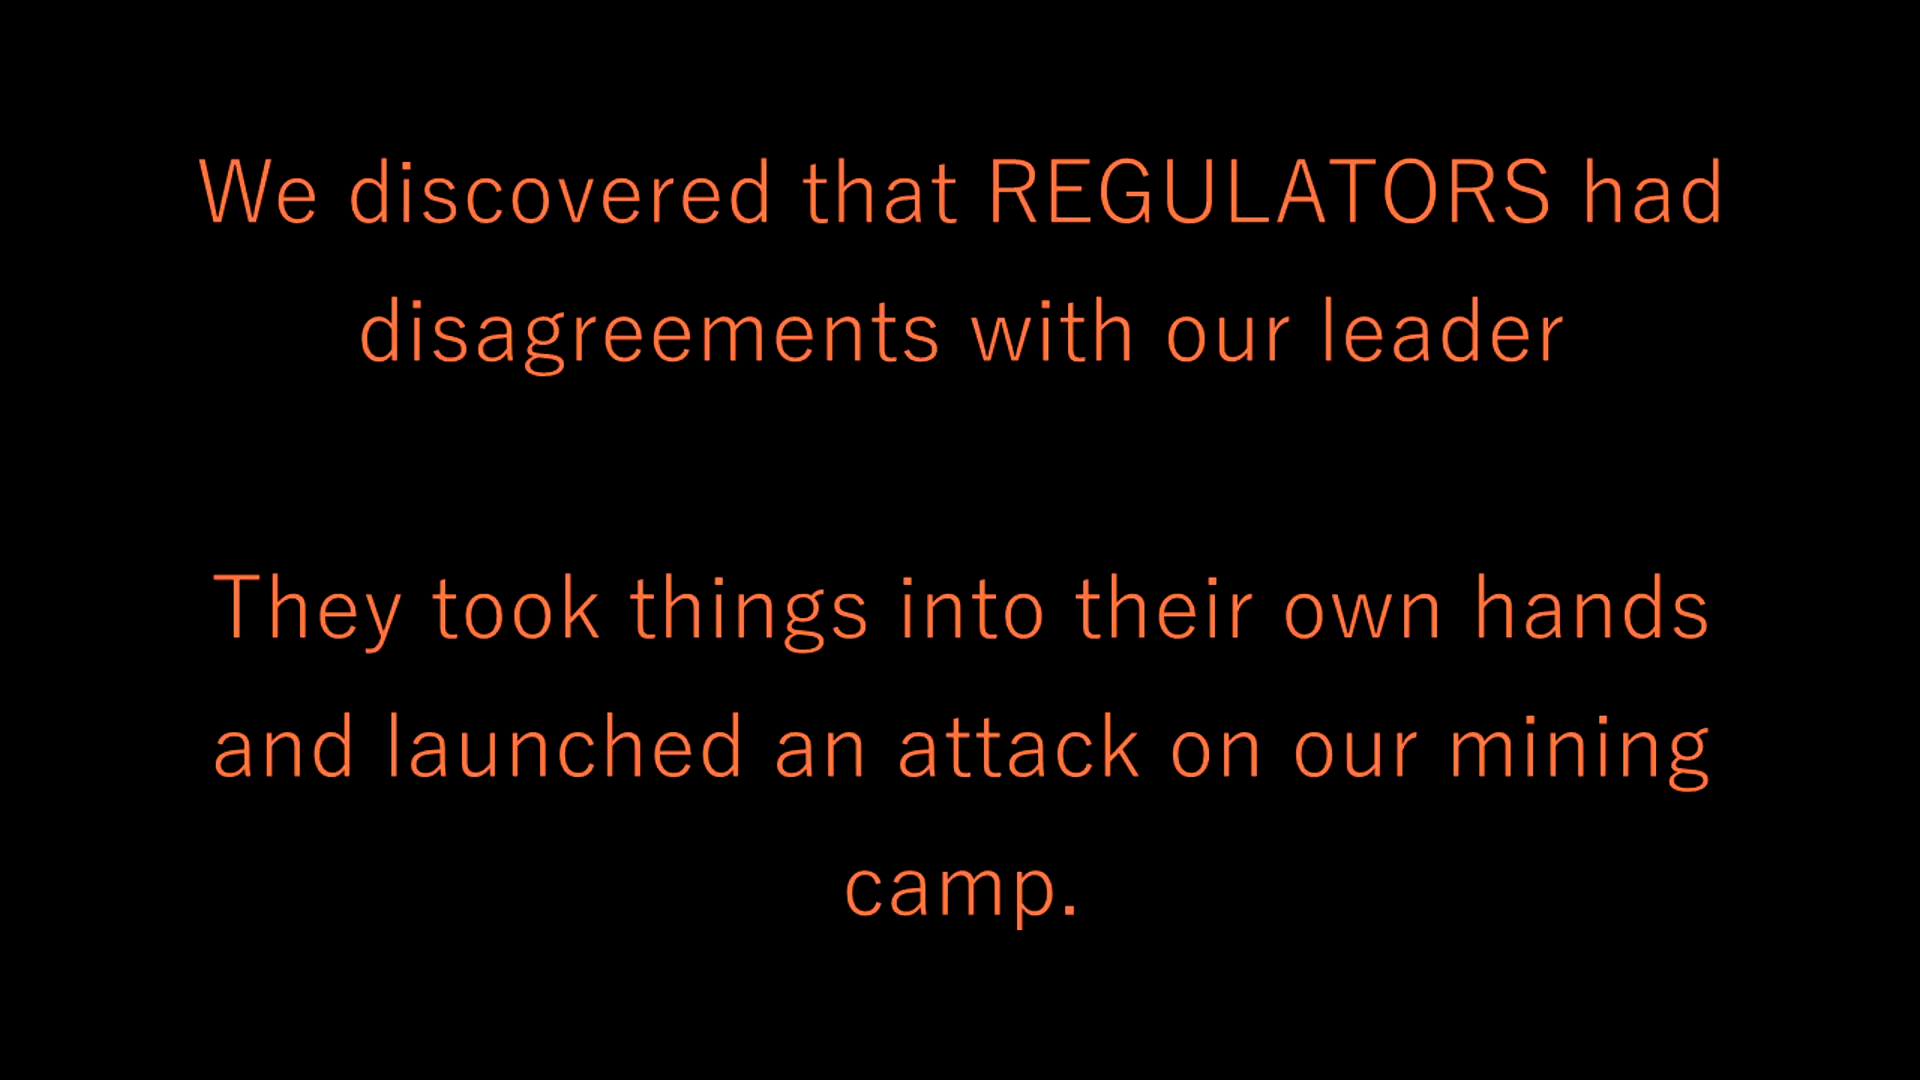 We discovered that REGULATORS had
disagreements with our leader
They took things into their own hands
and launched an attack on our mining
camp.